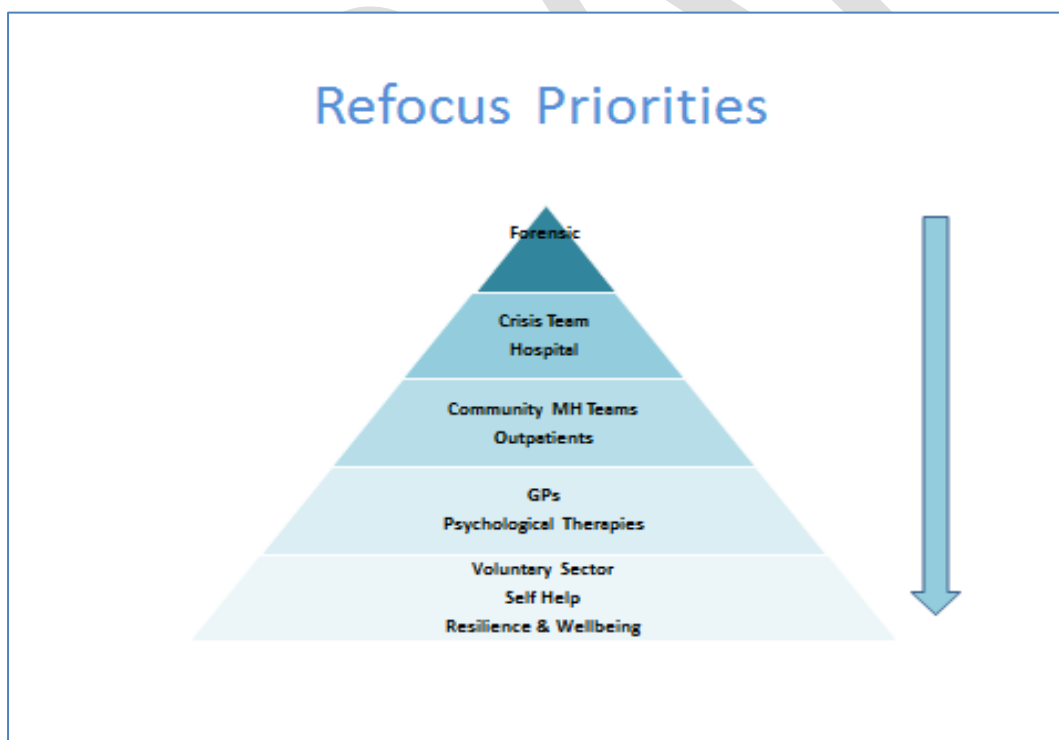 Refocus Priorities
Forensic
Crisis Team
Hospital
Community MH Teams
Outpatients
GPs
Psychological Therapies
Voluntary Sector
Self Help
Resilience & Wellbeing